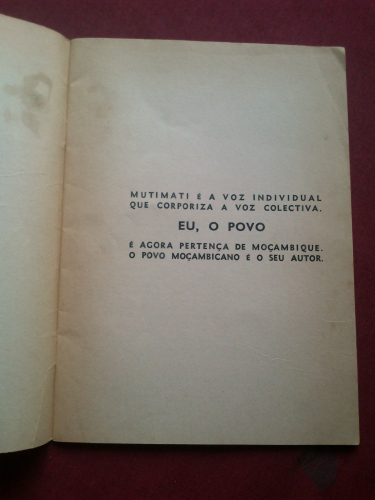 MUTIMATI É A VOZ INDIVIDUAL
QUE CORPORIZA A VOZ COLECTIVA.
EU, O POVO
É AGORA PERTENÇA DE MOÇAMBIQUE.
O POVO MOÇAMBICANO É O SEU AUTOR.